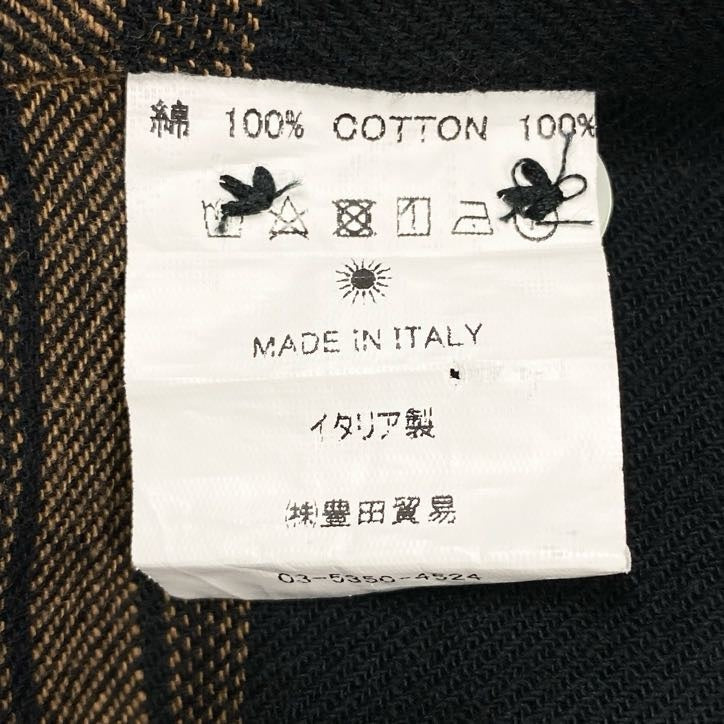 綿 100% COTTON 100%
MADE IN ITALY
イタリア製
㈱豊田貿易
03-5350-4524